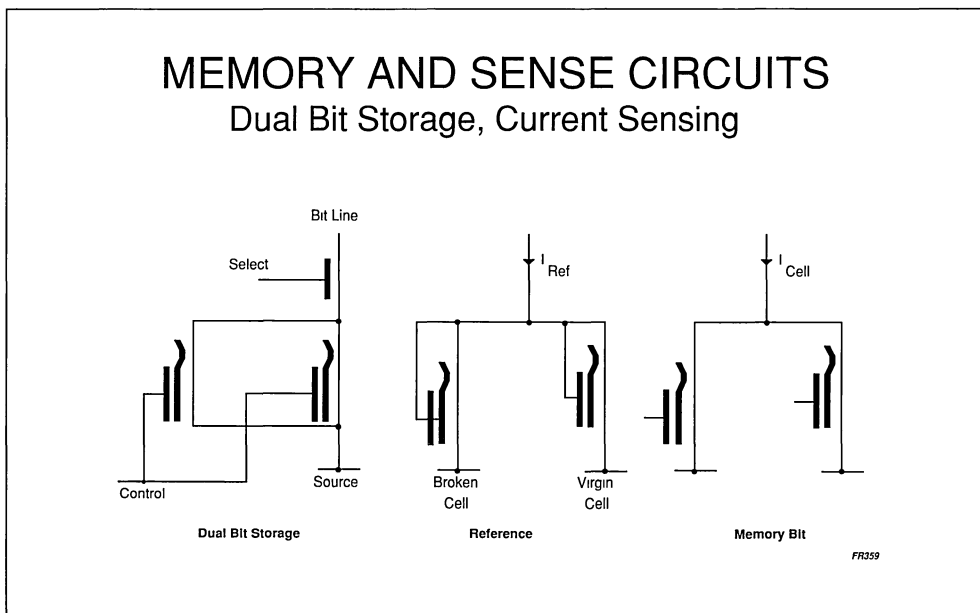 MEMORY AND SENSE CIRCUITS
Dual Bit Storage, Current Sensing
Bit Line
Select
Control
Source
Dual Bit Storage
I Ref
Broken
Cell
Virgin
Cell
Reference
I Cell
Memory Bit
FR359